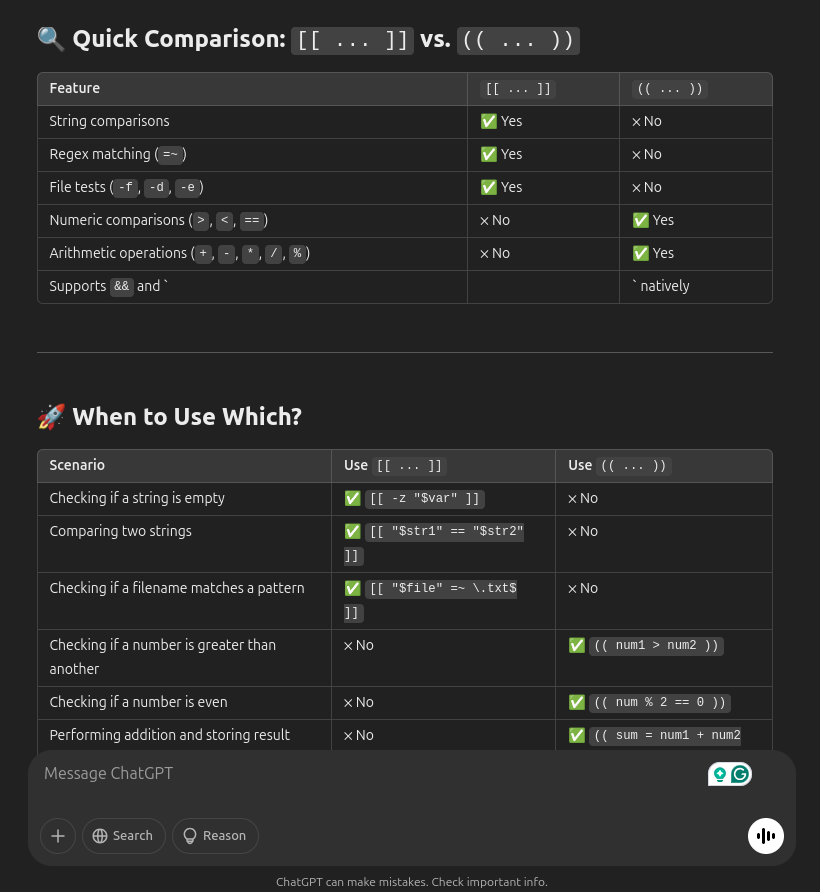 🔍 Quick Comparison: [[ ... ]] vs. (( ... ))
Feature [[ ... ]] (( ... ))
String comparisons ✅ Yes × No
Regex matching (=~) ✅ Yes × No
File tests (-f, -d, -e) ✅ Yes × No
Numeric comparisons (>, <, ==) × No ✅ Yes
Arithmetic operations (+, -, *, /, %) × No ✅ Yes
Supports && and ` ` natively
🚀 When to Use Which?
Scenario Use [[ ... ]] Use (( ... ))
Checking if a string is empty ✅ [[ -z "$var" ]] × No
Comparing two strings ✅ [[ "$str1" == "$str2" × No
]]
Checking if a filename matches a pattern ✅ [[ "$file" =~ \.txt$ × No
]]
Checking if a number is greater than × No ✅ (( num1 > num2 ))
another
Checking if a number is even × No ✅ (( num % 2 == 0 ))
Performing addition and storing result × No ✅ (( sum = num1 + num2
Message ChatGPT
Search Reason
ChatGPT can make mistakes. Check important info.